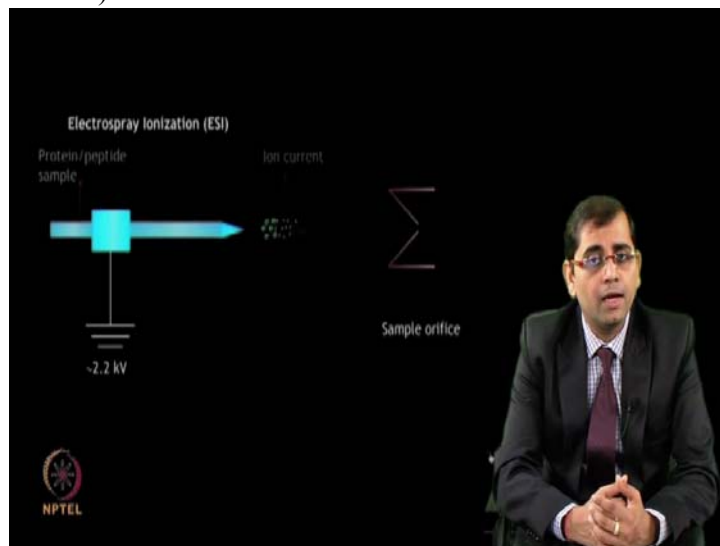 Electrospray Ionization (ESI)
Protein/peptide
sample
Ion current
Sample orifice
~2.2 kV
NPTEL